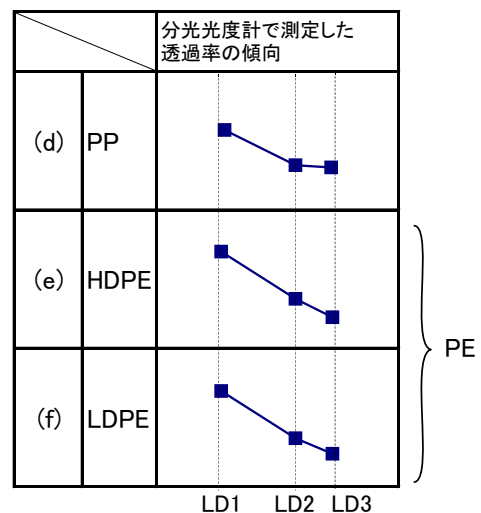 分光光度計で測定した
透過率の傾向
(d) PP
(e) HDPE
PE
(f) LDPE
LD1 LD2 LD3